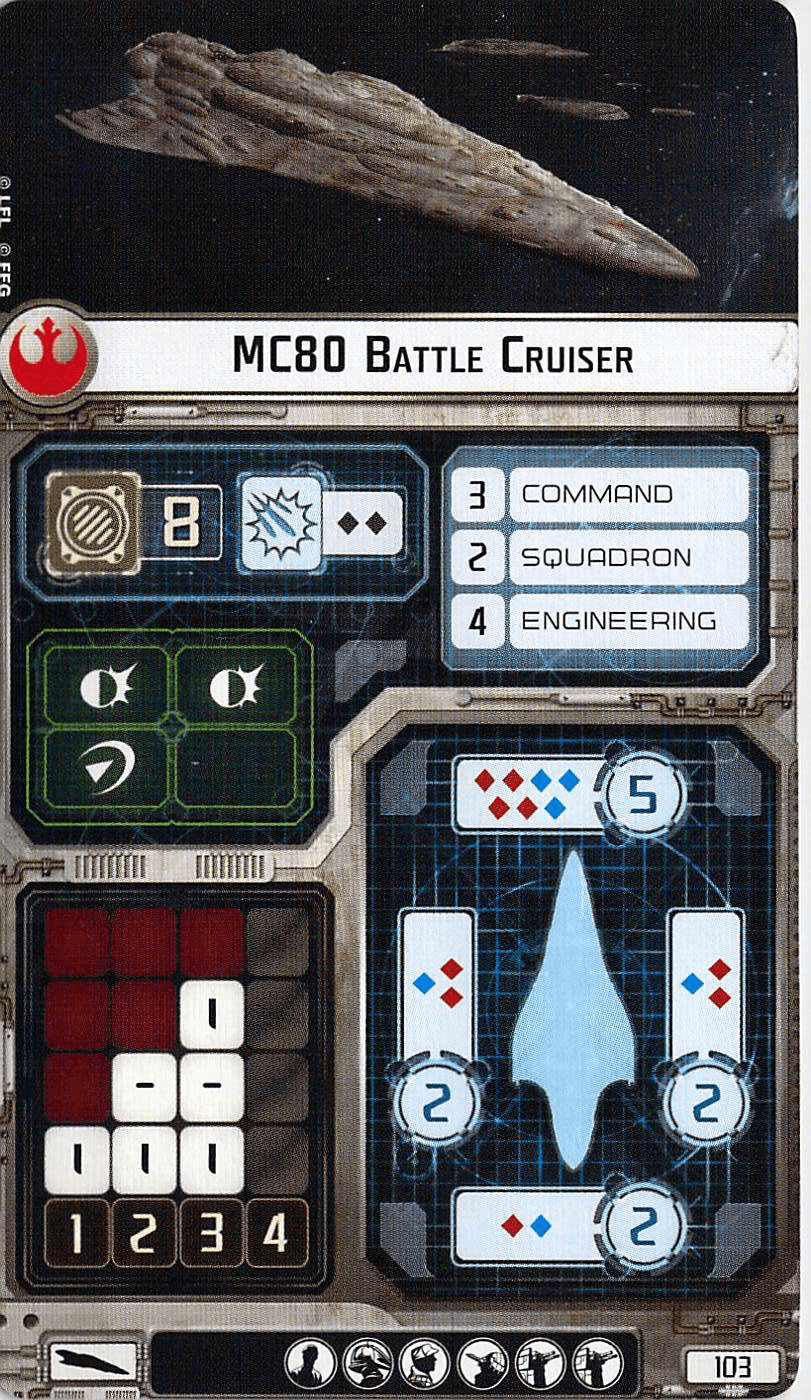 © LFL © FFG
MC80 BATTLE CRUISER
8
3 COMMAND
2 SQUADRON
4 ENGINEERING
5
I
2
2
– –
I I I
1 2 3 4
2
103